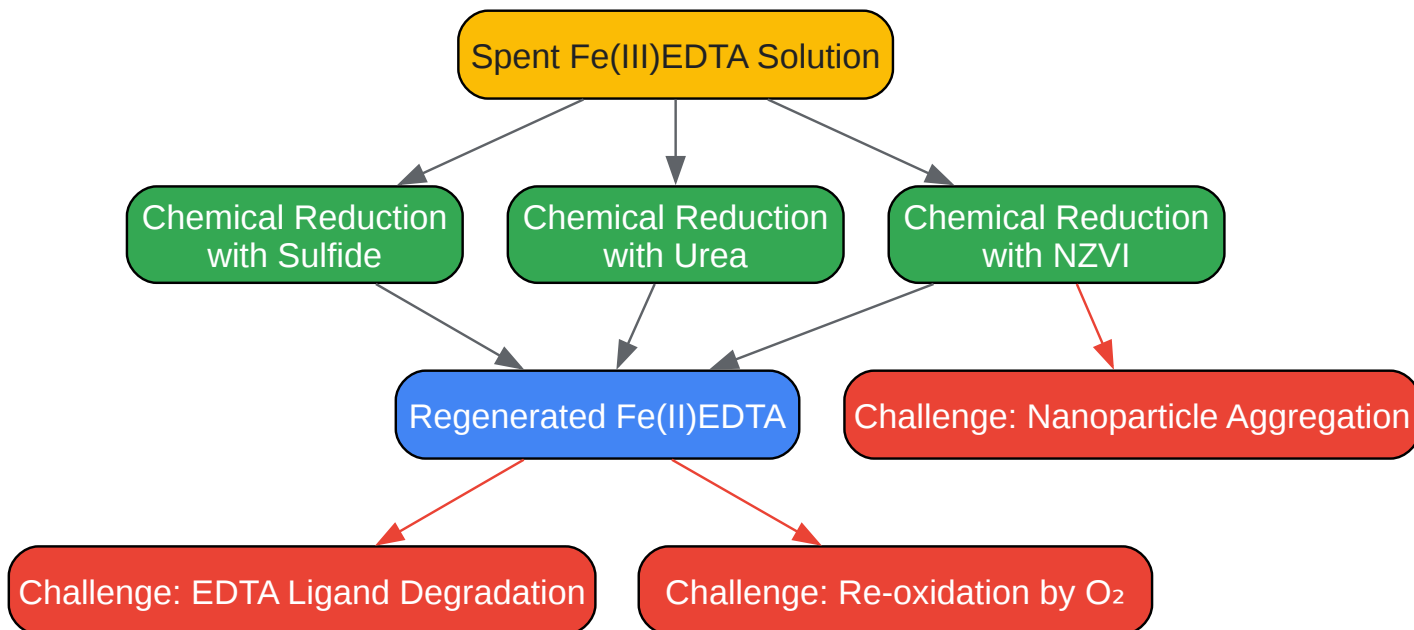 Spent Fe(III)EDTA Solution
Chemical Reduction
with Sulfide
Chemical Reduction
with Urea
Chemical Reduction
with NZVI
Regenerated Fe(II)EDTA
Challenge: Nanoparticle Aggregation
Challenge: EDTA Ligand Degradation
Challenge: Re-oxidation by O₂